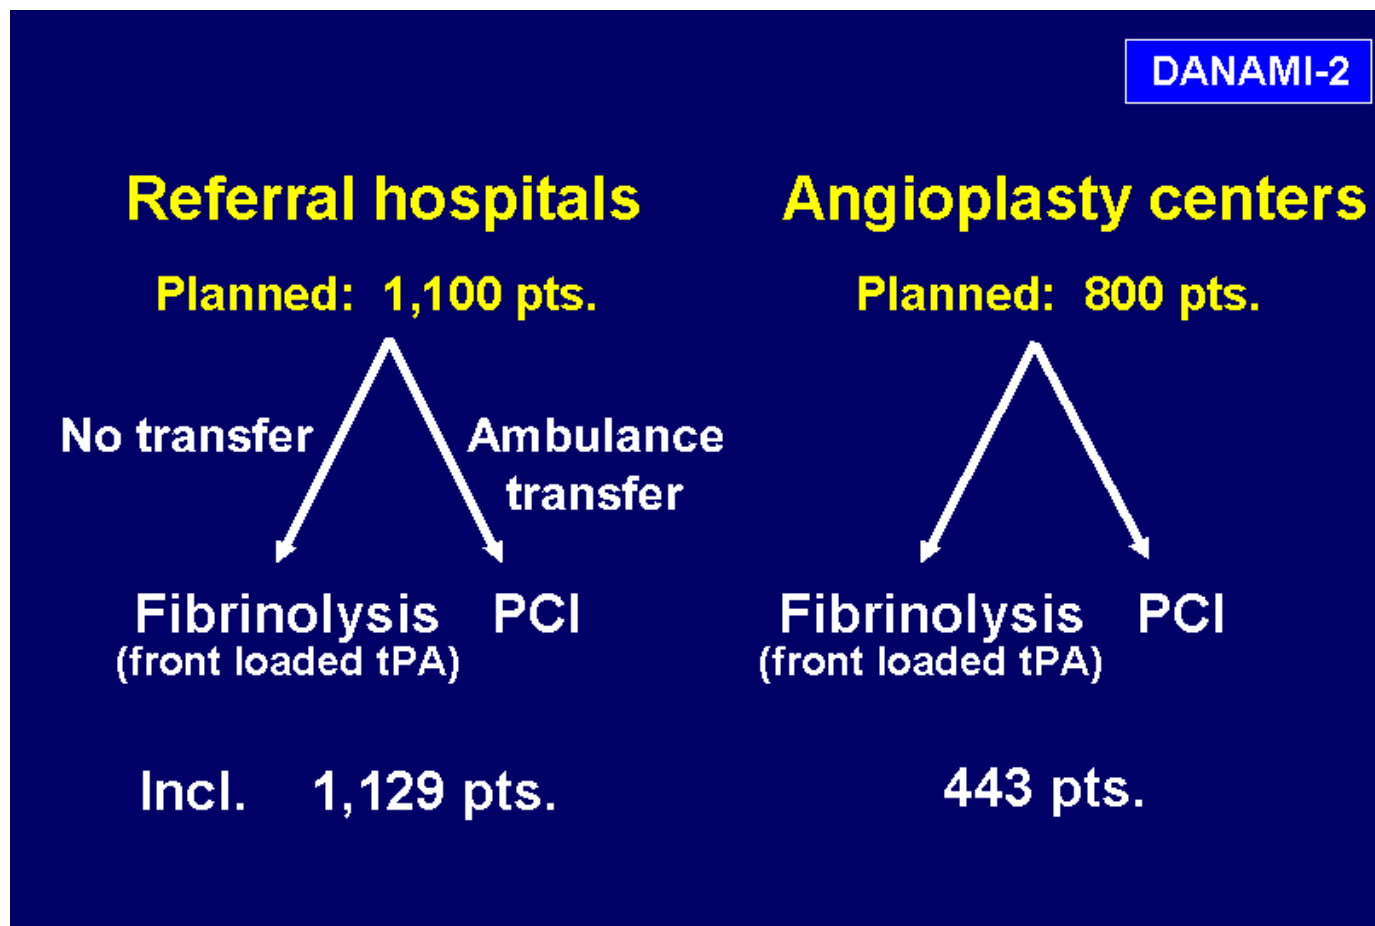 DANAMI-2
Referral hospitals
Planned: 1,100 pts.
No transfer
Ambulance
transfer
Fibrinolysis PCI
(front loaded tPA)
Incl. 1,129 pts.
Angioplasty centers
Planned: 800 pts.
Fibrinolysis PCI
(front loaded tPA)
443 pts.